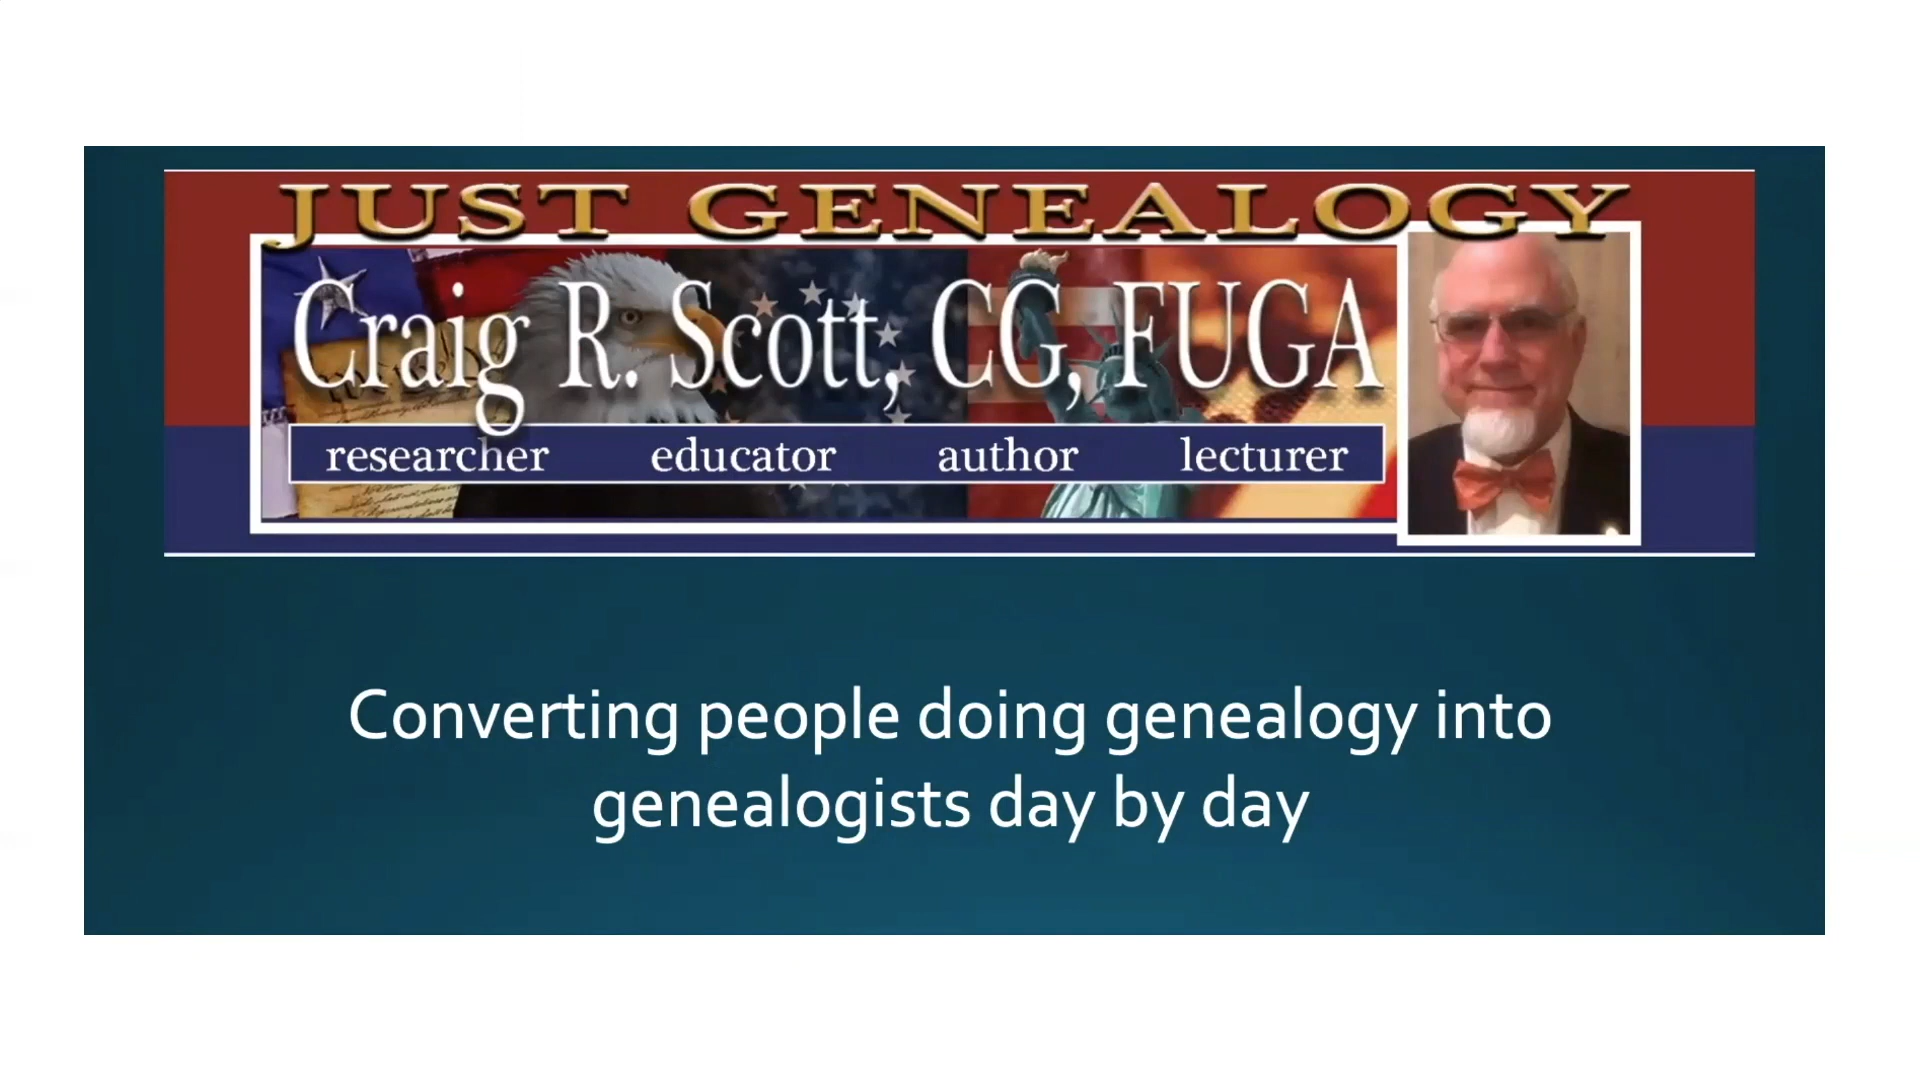 JUST GENEALOGY
Craig R. Scott, CG, FUGA
researcher educator author lecturer
Converting people doing genealogy into
genealogists day by day